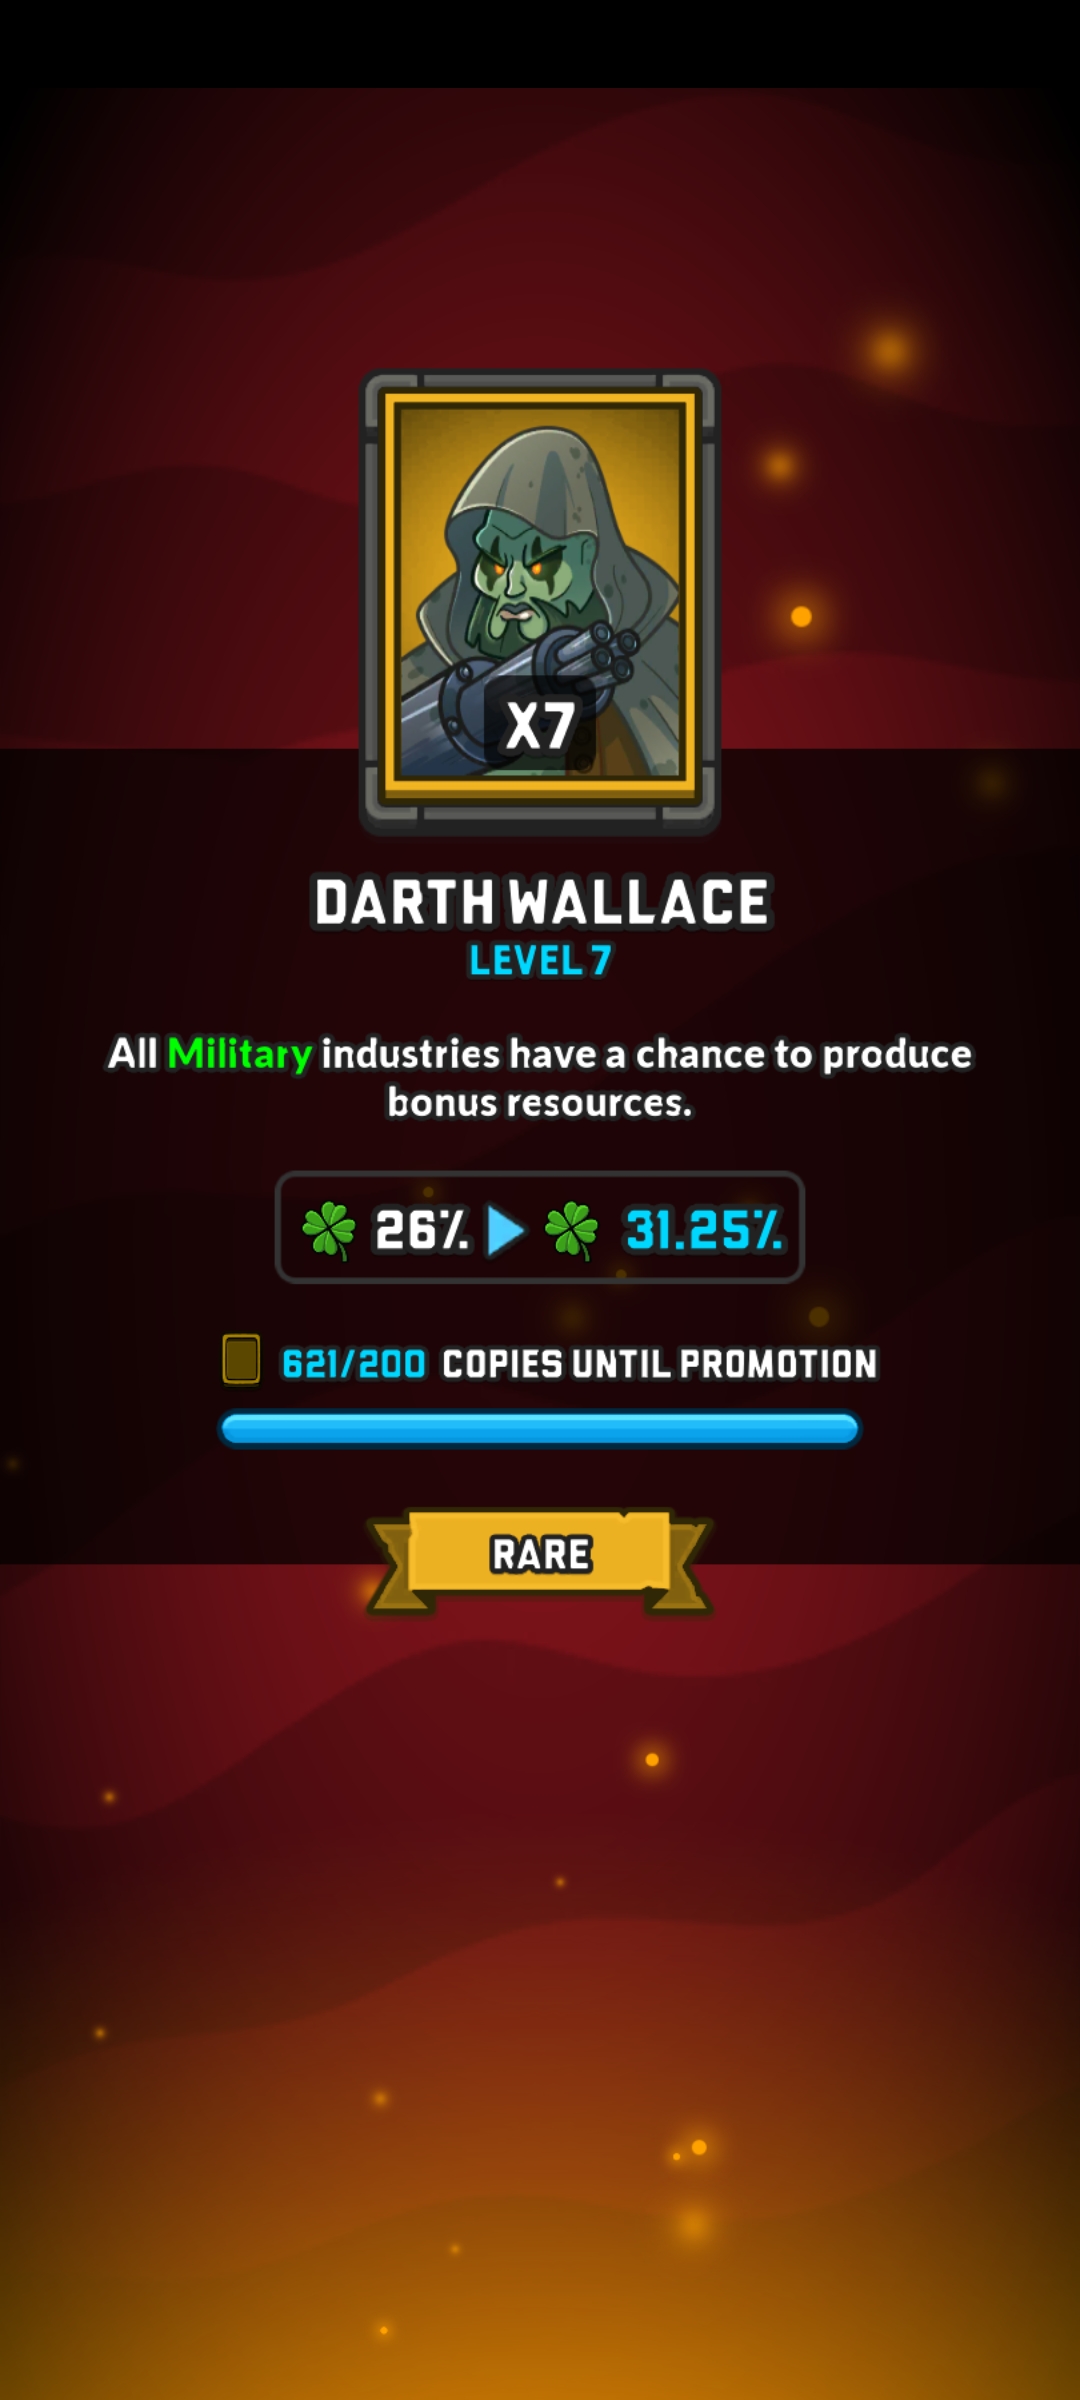 X7
DARTH WALLACE
LEVEL 7
All Military industries have a chance to produce
bonus resources.
26% 31.25%
621/200 COPIES UNTIL PROMOTION
RARE